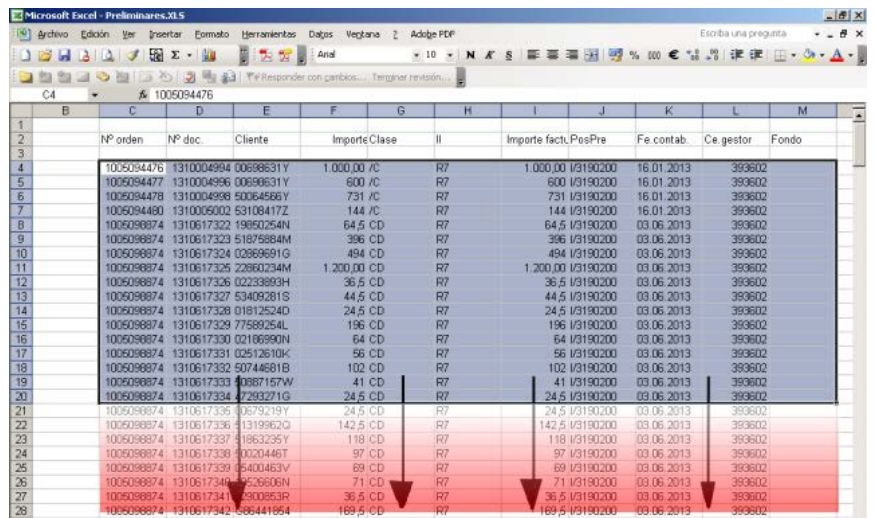 Microsoft Excel - Preliminares.XLS
Archivo Edición Ver Insertar Formato Herramientas Datos Ventana ? Adobe PDF Escriba una pregunta
Arial 10 N K S % 000 €
Responder con cambios... Terminar revisión...
C4 fx 1005094476
B C D E F G H I J K L M
1
2 Nº orden Nº doc. Cliente Importe Clase II Importe factu PosPre Fe.contab. Ce.gestor Fondo
3
4 1005094476 1310004994 00698631Y 1.000,00 /C R7 1.000,00 I/3190200 16.01.2013 393602
5 1005094477 1310004996 00698631Y 600 /C R7 600 I/3190200 16.01.2013 393602
6 1005094478 1310004998 50064566Y 731 /C R7 731 I/3190200 16.01.2013 393602
7 1005094480 1310005002 53108417Z 144 /C R7 144 I/3190200 16.01.2013 393602
8 1005098874 1310617322 19850254N 64,5 CD R7 64,5 I/3190200 03.06.2013 393602
9 1005098874 1310617323 51875884M 396 CD R7 396 I/3190200 03.06.2013 393602
10 1005098874 1310617324 02869691G 494 CD R7 494 I/3190200 03.06.2013 393602
11 1005098874 1310617325 22860234M 1.200,00 CD R7 1.200,00 I/3190200 03.06.2013 393602
12 1005098874 1310617326 02233893H 36,5 CD R7 36,5 I/3190200 03.06.2013 393602
13 1005098874 1310617327 53409281S 44,5 CD R7 44,5 I/3190200 03.06.2013 393602
14 1005098874 1310617328 01812524D 24,5 CD R7 24,5 I/3190200 03.06.2013 393602
15 1005098874 1310617329 77589254L 196 CD R7 196 I/3190200 03.06.2013 393602
16 1005098874 1310617330 02186990N 64 CD R7 64 I/3190200 03.06.2013 393602
17 1005098874 1310617331 02512610K 56 CD R7 56 I/3190200 03.06.2013 393602
18 1005098874 1310617332 50744681B 102 CD R7 102 I/3190200 03.06.2013 393602
19 1005098874 1310617333 41 CD R7 41 I/3190200 03.06.2013 393602
20 1005098874 1310617334 24,5 CD R7 24,5 I/3190200 03.06.2013 393602
21 1005098874 1310617335 24,5 CD R7 24,5 I/3190200 03.06.2013 393602
22 1005098874 1310617336 142,5 CD R7 142,5 I/3190200 03.06.2013 393602
23 1005098874 1310617337 118 CD R7 118 I/3190200 03.06.2013 393602
24 1005098874 1310617338 97 CD R7 97 I/3190200 03.06.2013 393602
25 1005098874 1310617339 69 CD R7 69 I/3190200 03.06.2013 393602
26 1005098874 71 CD R7 71 I/3190200 03.06.2013 393602
27 1005098874 1310617341 36,5 CD R7 36,5 I/3190200 03.06.2013 393602
28 1005098874 1310617342 G86441854 169,5 CD R7 169,5 I/3190200 03.06.2013 393602